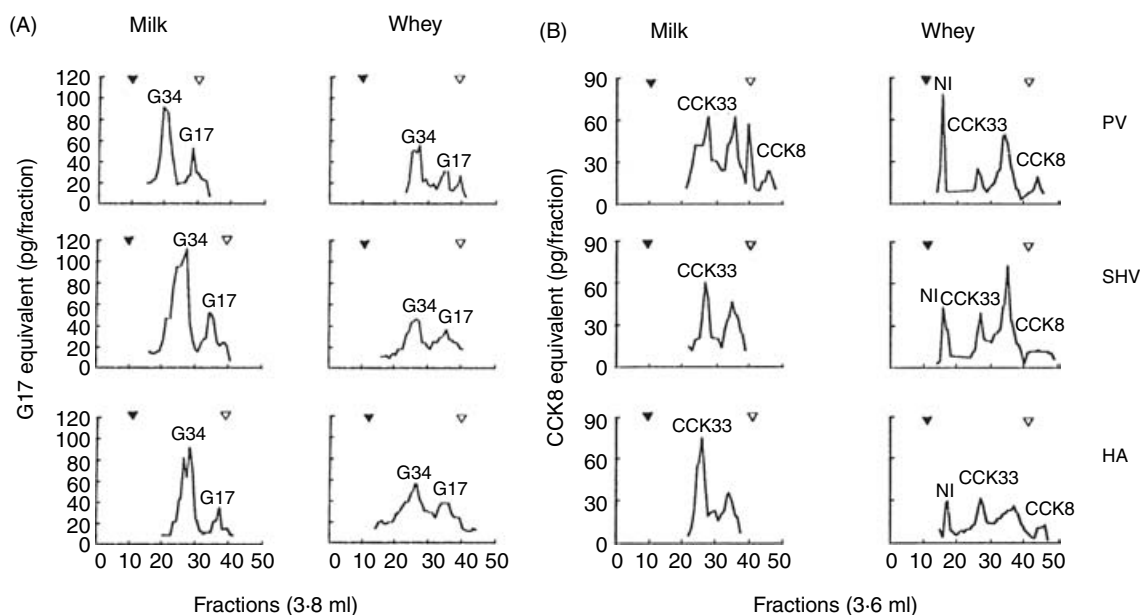 (A) Milk Whey (B) Milk Whey
G17 equivalent (pg/fraction)
CCK8 equivalent (pg/fraction)
120
100
80
60
40
20
0
G34
G17
G34
G17
90
60
30
0
CCK33
CCK8
NI
CCK33
CCK8
PV
120
100
80
60
40
20
0
G34
G17
G34
G17
90
60
30
0
CCK33
NI
CCK33
CCK8
SHV
120
100
80
60
40
20
0
G34
G17
G34
G17
90
60
30
0
CCK33
NI
CCK33
CCK8
HA
0 10 20 30 40 50 0 10 20 30 40 50 0 10 20 30 40 50 0 10 20 30 40 50
Fractions (3·8 ml) Fractions (3·6 ml)